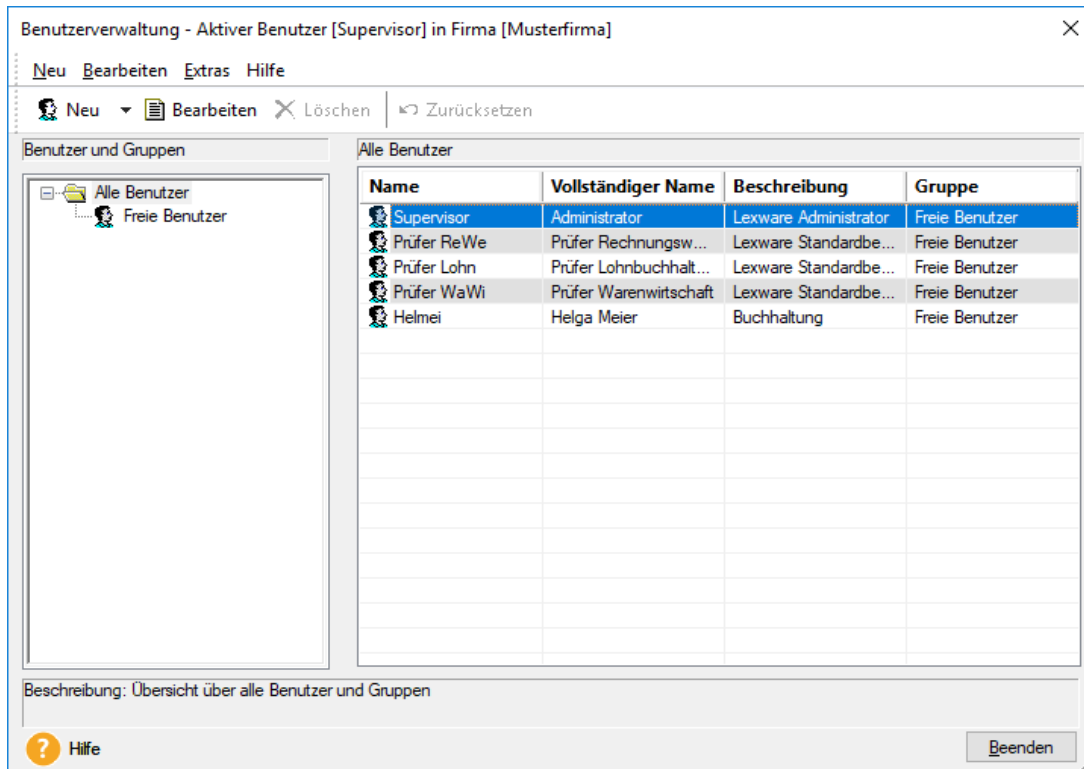 Benutzerverwaltung - Aktiver Benutzer [Supervisor] in Firma [Musterfirma]
Neu Bearbeiten Extras Hilfe
Neu Bearbeiten Löschen Zurücksetzen
Benutzer und Gruppen
Alle Benutzer
Freie Benutzer
Alle Benutzer
Name Vollständiger Name Beschreibung Gruppe
Supervisor Administrator Lexware Administrator Freie Benutzer
Prüfer ReWe Prüfer Rechnungsw... Lexware Standardbe... Freie Benutzer
Prüfer Lohn Prüfer Lohnbuchhalt... Lexware Standardbe... Freie Benutzer
Prüfer WaWi Prüfer Warenwirtschaft Lexware Standardbe... Freie Benutzer
Helmei Helga Meier Buchhaltung Freie Benutzer
Beschreibung: Übersicht über alle Benutzer und Gruppen
? Hilfe Beenden